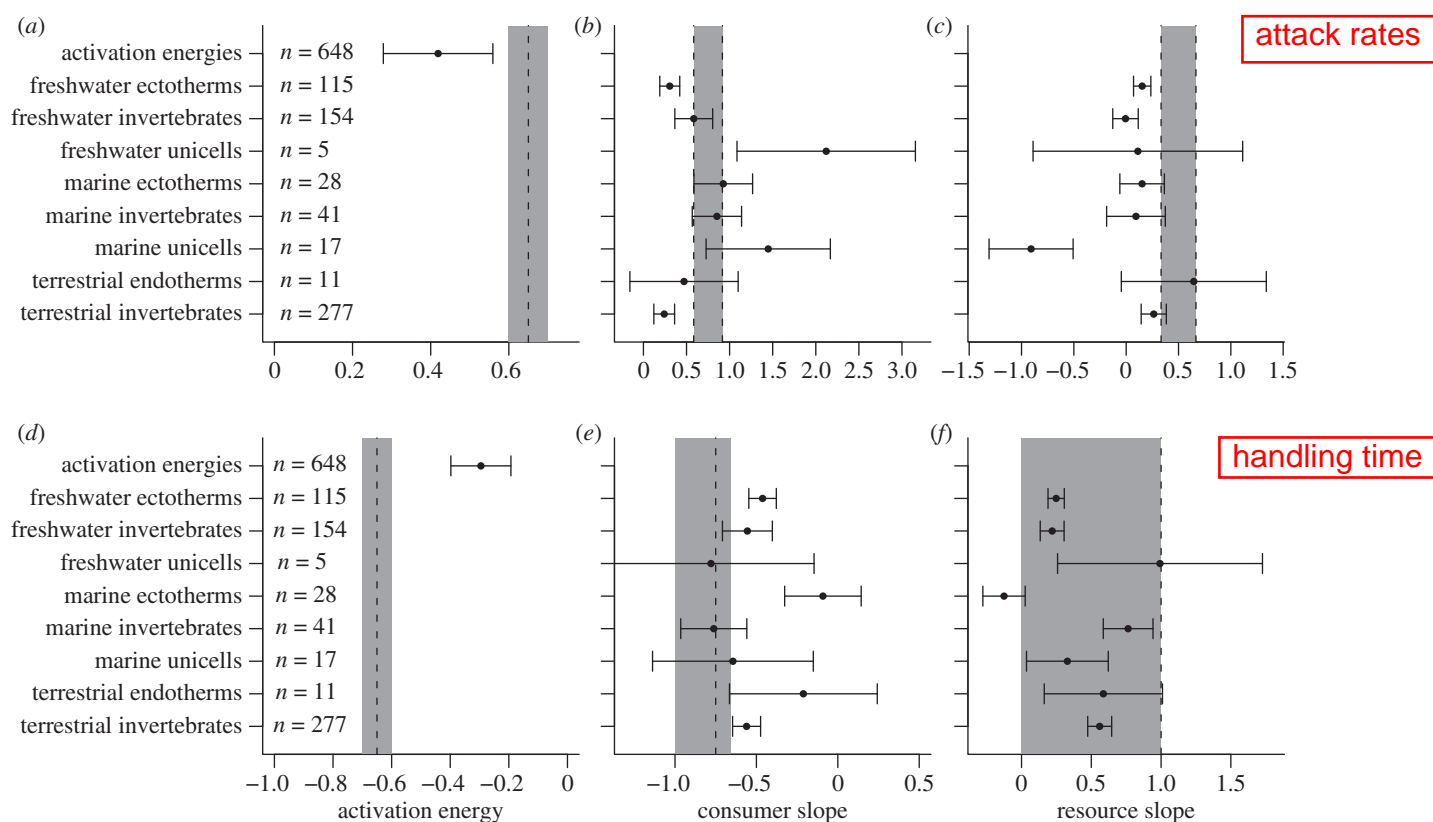 (a) (b) (c) attack rates
activation energies n = 648
freshwater ectotherms n = 115
freshwater invertebrates n = 154
freshwater unicells n = 5
marine ectotherms n = 28
marine invertebrates n = 41
marine unicells n = 17
terrestrial endotherms n = 11
terrestrial invertebrates n = 277
0 0.2 0.4 0.6 0 0.5 1.0 1.5 2.0 2.5 3.0 −1.5 −1.0 −0.5 0 0.5 1.0 1.5
(d) (e) (f) handling time
activation energies n = 648
freshwater ectotherms n = 115
freshwater invertebrates n = 154
freshwater unicells n = 5
marine ectotherms n = 28
marine invertebrates n = 41
marine unicells n = 17
terrestrial endotherms n = 11
terrestrial invertebrates n = 277
−1.0 −0.8 −0.6 −0.4 −0.2 0 −1.0 −0.5 0 0.5 0 0.5 1.0 1.5
activation energy consumer slope resource slope